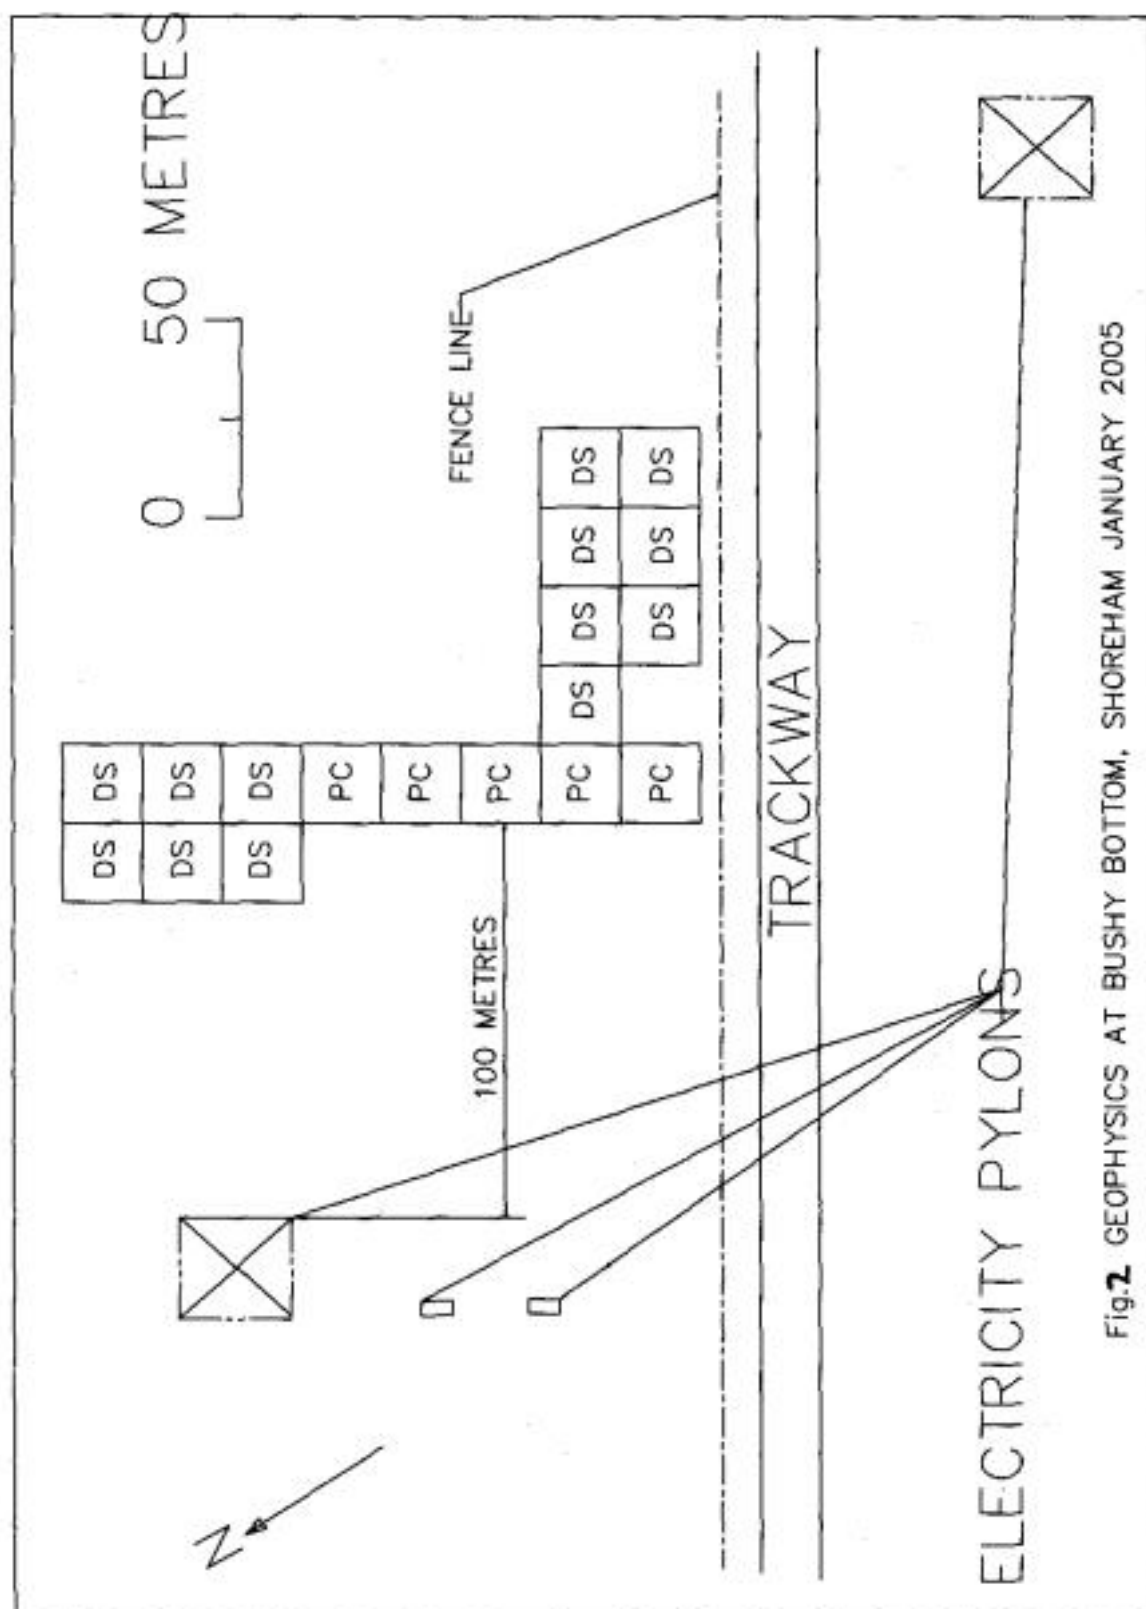 DS DS
0 50 METRES
DS DS
N
DS DS
PC
PC
FENCE LINE
100 METRES
PC
PC DS DS DS DS
PC DS DS DS
TRACKWAY
ELECTRICITY PYLONS
Fig.2 GEOPHYSICS AT BUSHY BOTTOM, SHOREHAM JANUARY 2005